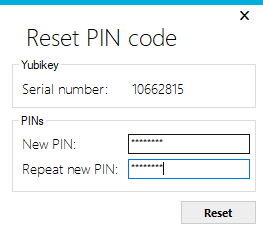 Reset PIN code
Yubikey
Serial number: 10662815
PINs
New PIN: ********
Repeat new PIN: ********
Reset